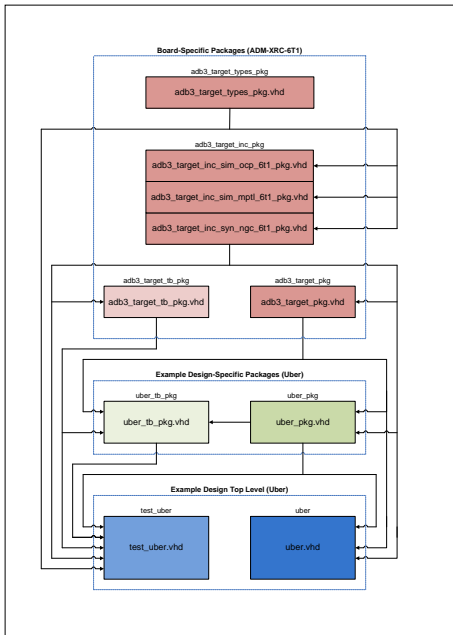 Board-Specific Packages (ADM-XRC-6T1)
adb3_target_types_pkg
adb3_target_types_pkg.vhd
adb3_target_inc_pkg
adb3_target_inc_sim_ocp_6t1_pkg.vhd
adb3_target_inc_sim_mptl_6t1_pkg.vhd
adb3_target_inc_syn_ngc_6t1_pkg.vhd
adb3_target_tb_pkg
adb3_target_pkg
adb3_target_tb_pkg.vhd
adb3_target_pkg.vhd
Example Design-Specific Packages (Uber)
uber_tb_pkg
uber_pkg
uber_tb_pkg.vhd
uber_pkg.vhd
Example Design Top Level (Uber)
test_uber
uber
test_uber.vhd
uber.vhd